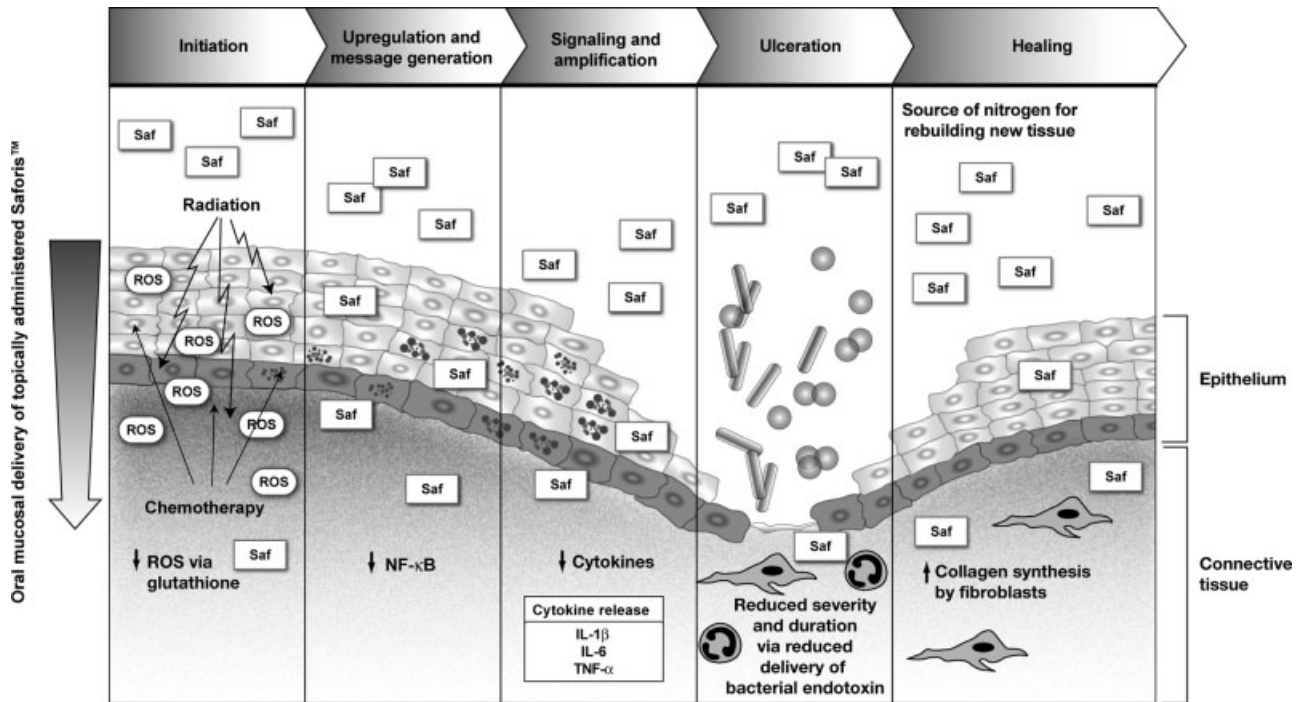 Initiation
Upregulation and
message generation
Signaling and
amplification
Ulceration
Healing
Oral mucosal delivery of topically administered Saforis™
Saf
Saf
Saf
Radiation
ROS
ROS
ROS
ROS
ROS
ROS
ROS
Chemotherapy
↓ ROS via
glutathione
Saf
Saf
Saf
Saf
Saf
Saf
Saf
Saf
↓ NF-κB
Saf
Saf
Saf
Saf
Saf
↓ Cytokines
Cytokine release
IL-1β
IL-6
TNF-α
Saf
Saf
Saf
Saf
Reduced severity
and duration
via reduced
delivery of
bacterial endotoxin
Source of nitrogen for
rebuilding new tissue
Saf
Saf
Saf
Saf
Saf
Saf
Saf
Saf
↑ Collagen synthesis
by fibroblasts
Epithelium
Connective
tissue